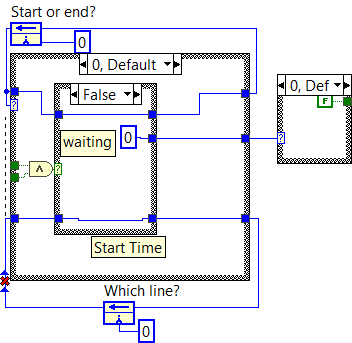 Start or end?
0
0, Default
0, Def
False
F
waiting
0
?
?
?
Start Time
Which line?
0